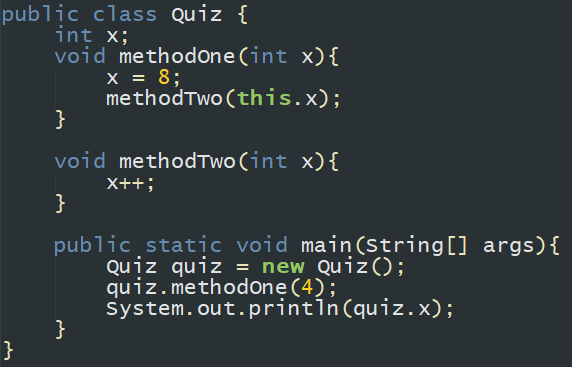 public class Quiz {
    int x;
    void methodOne(int x){
        x = 8;
        methodTwo(this.x);
    }

    void methodTwo(int x){
        x++;
    }

    public static void main(String[] args){
        Quiz quiz = new Quiz();
        quiz.methodOne(4);
        System.out.println(quiz.x);
    }
}